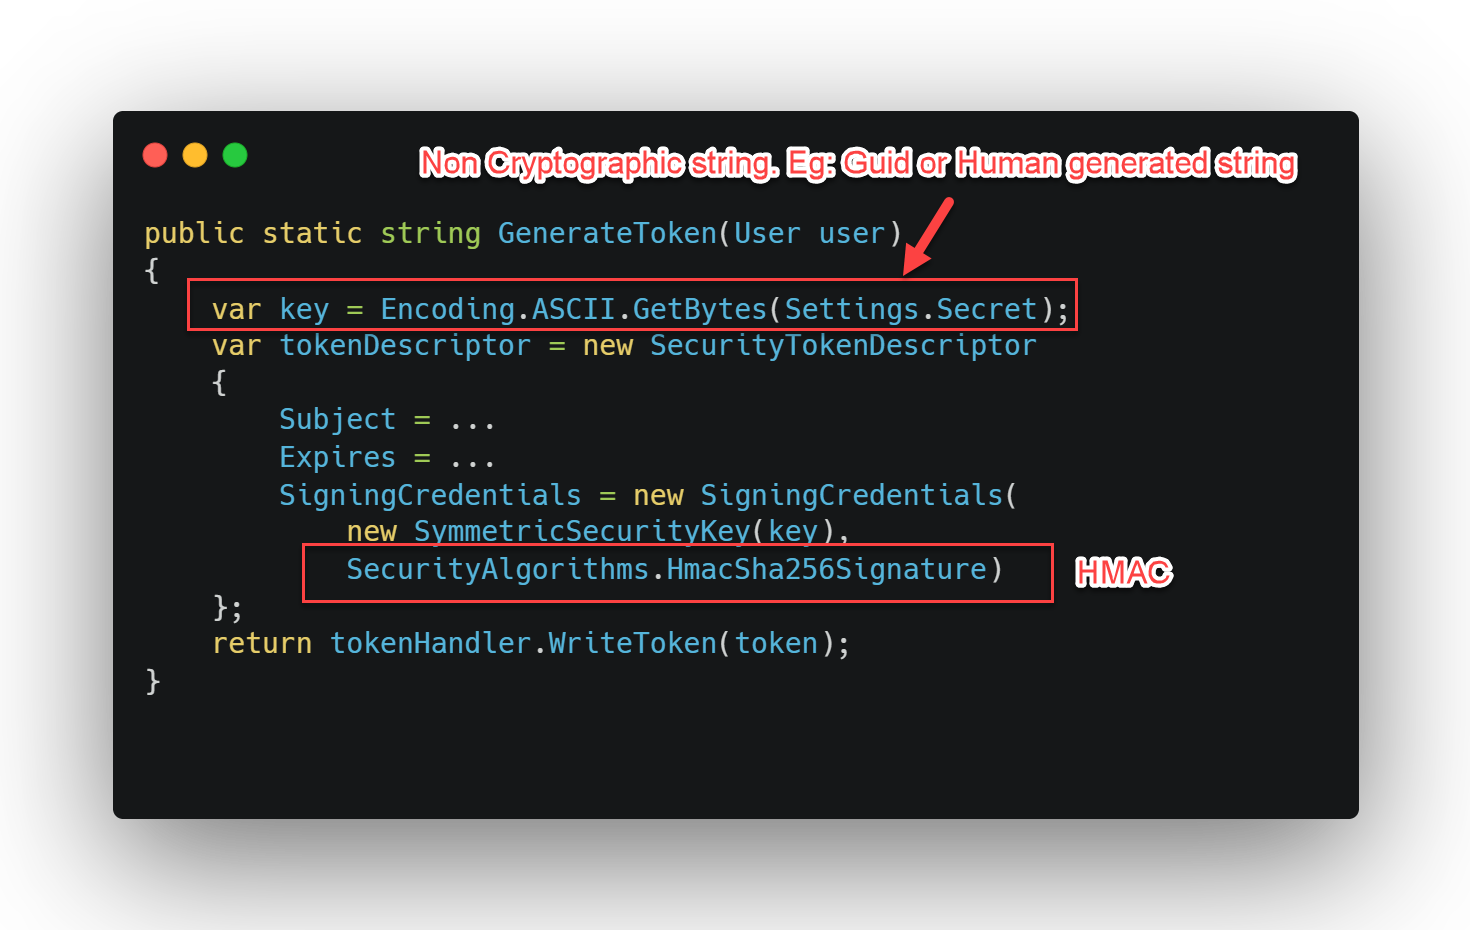 Non Cryptographic string. Eg: Guid or Human generated string
public static string GenerateToken(User user)
{
var key = Encoding.ASCII.GetBytes(Settings.Secret);
var tokenDescriptor = new SecurityTokenDescriptor
{
Subject = ...
Expires = ...
SigningCredentials = new SigningCredentials(
new SymmetricSecurityKey(key),
SecurityAlgorithms.HmacSha256Signature)
HMAC
};
return tokenHandler.WriteToken(token);
}